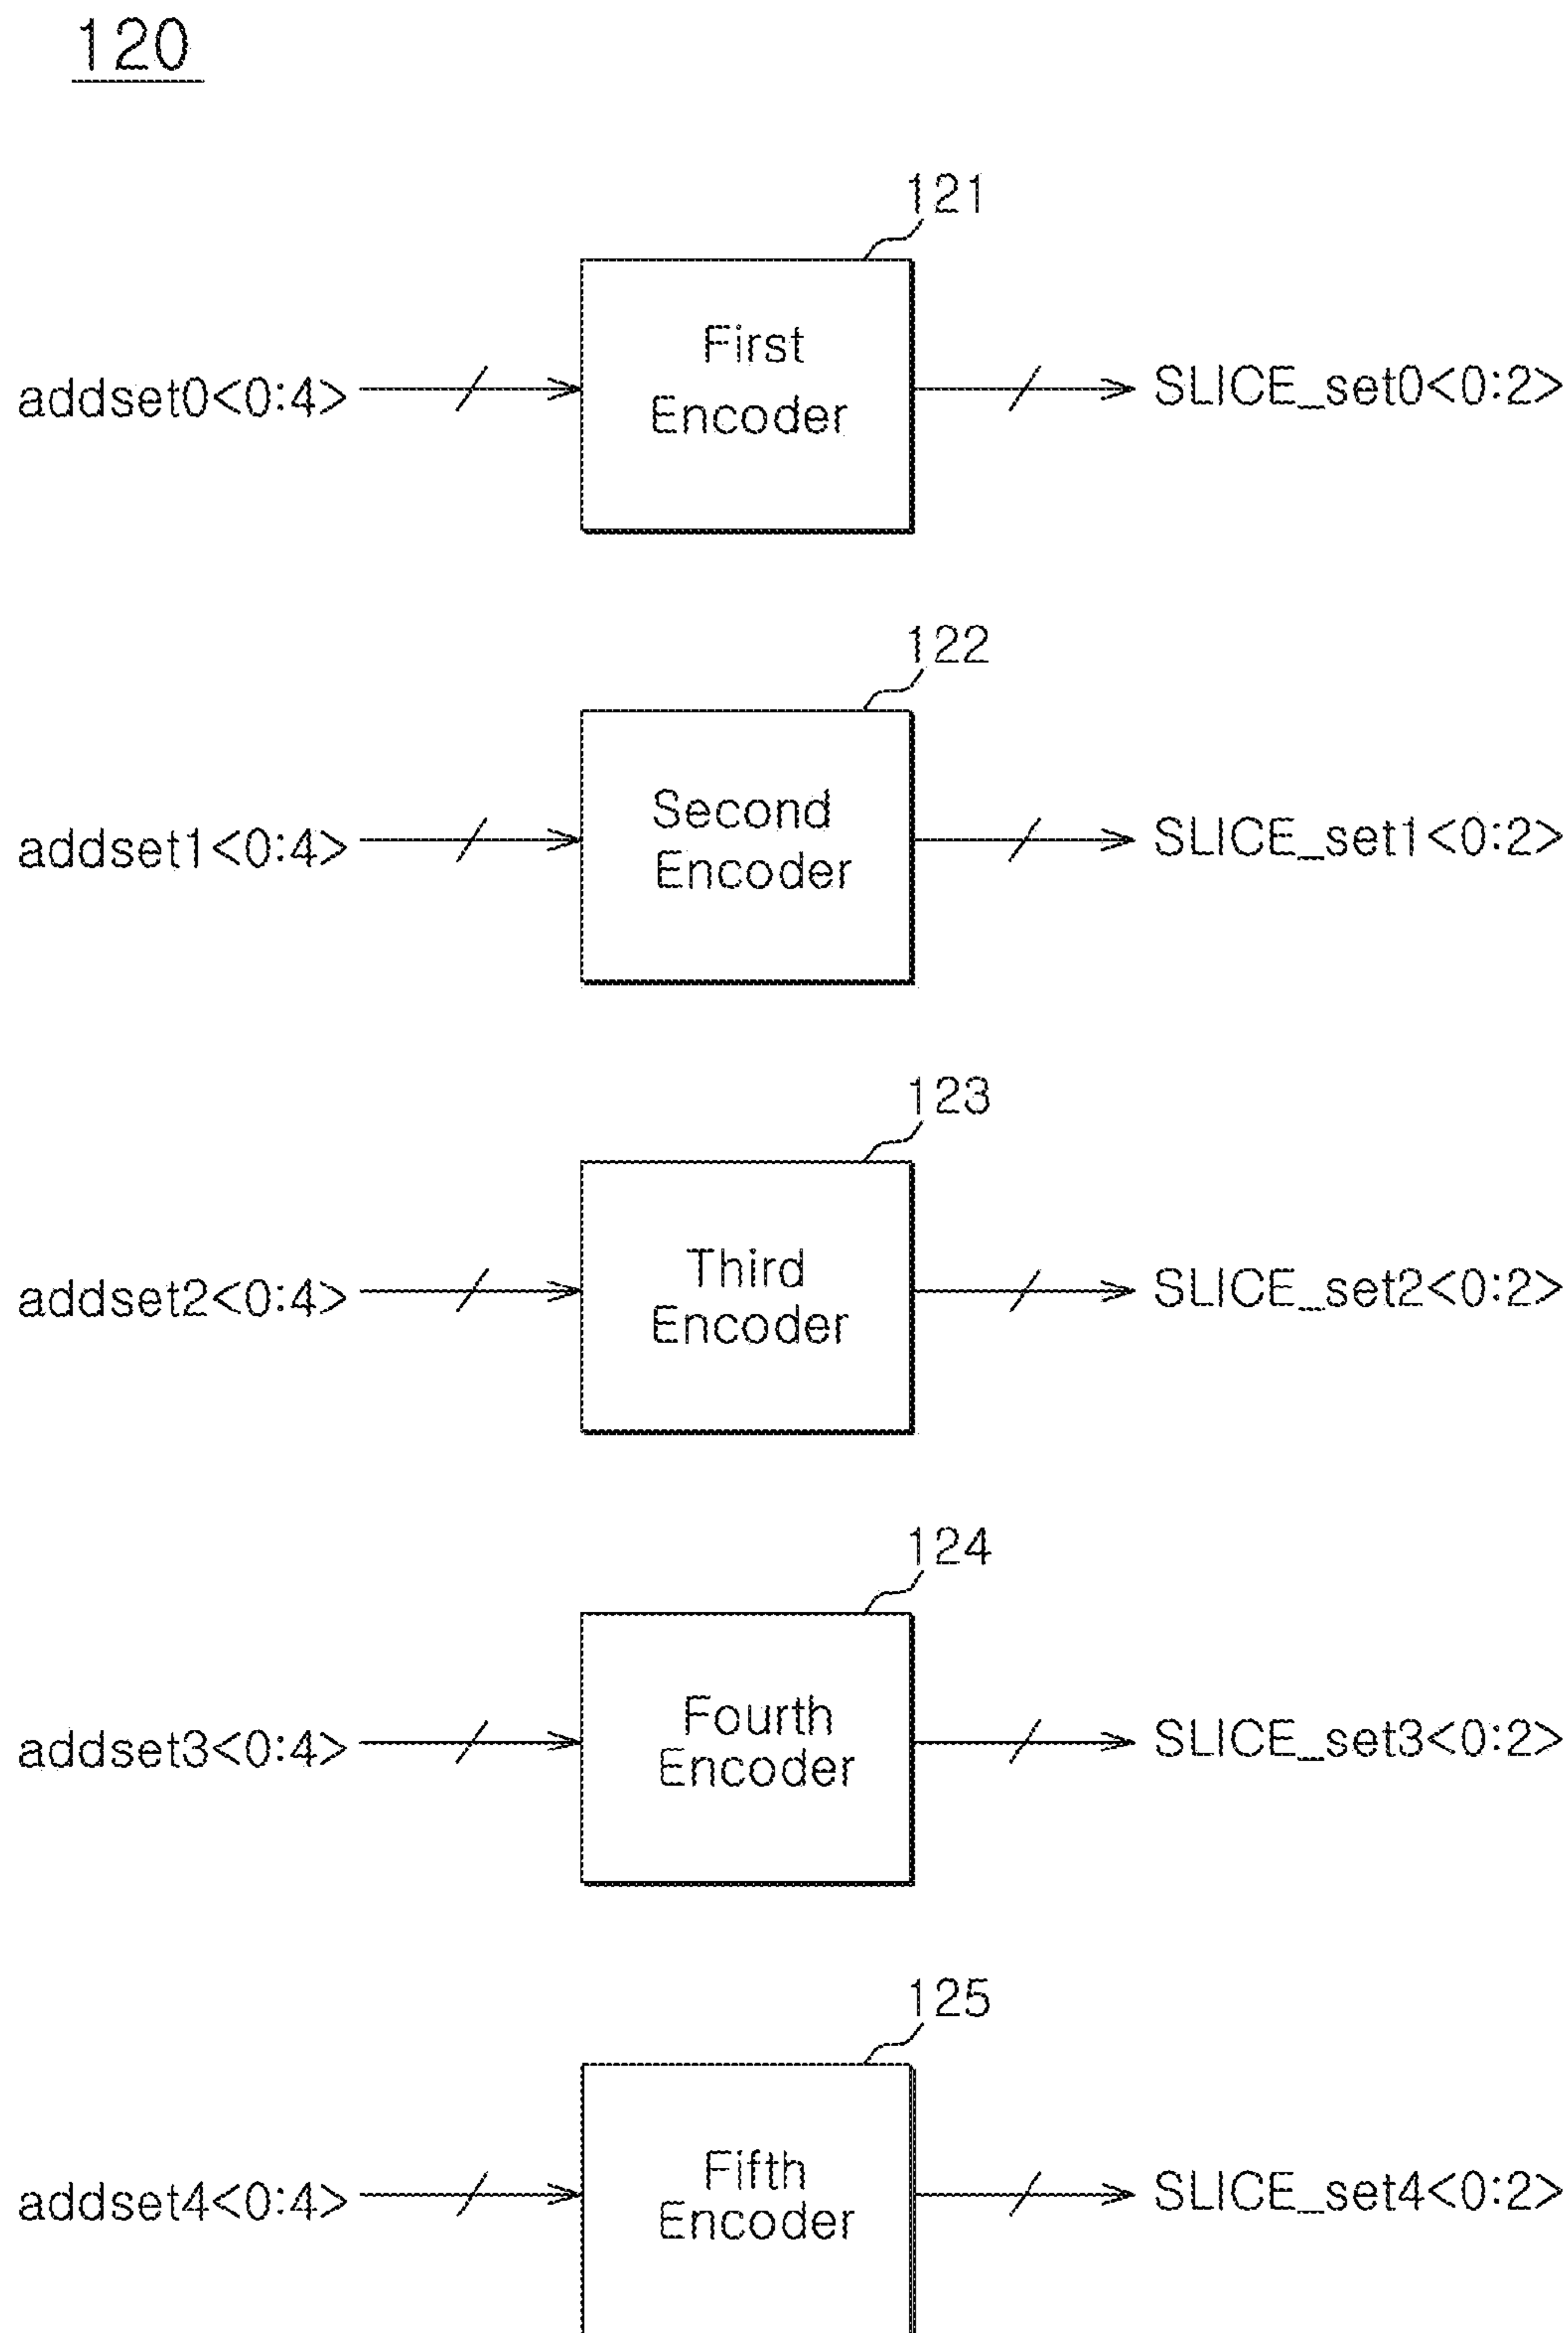 120
121
First
Encoder
addset0<0:4>
SLICE_set0<0:2>
122
Second
Encoder
addset1<0:4>
SLICE_set1<0:2>
123
Third
Encoder
addset2<0:4>
SLICE_set2<0:2>
124
Fourth
Encoder
addset3<0:4>
SLICE_set3<0:2>
125
Fifth
Encoder
addset4<0:4>
SLICE_set4<0:2>